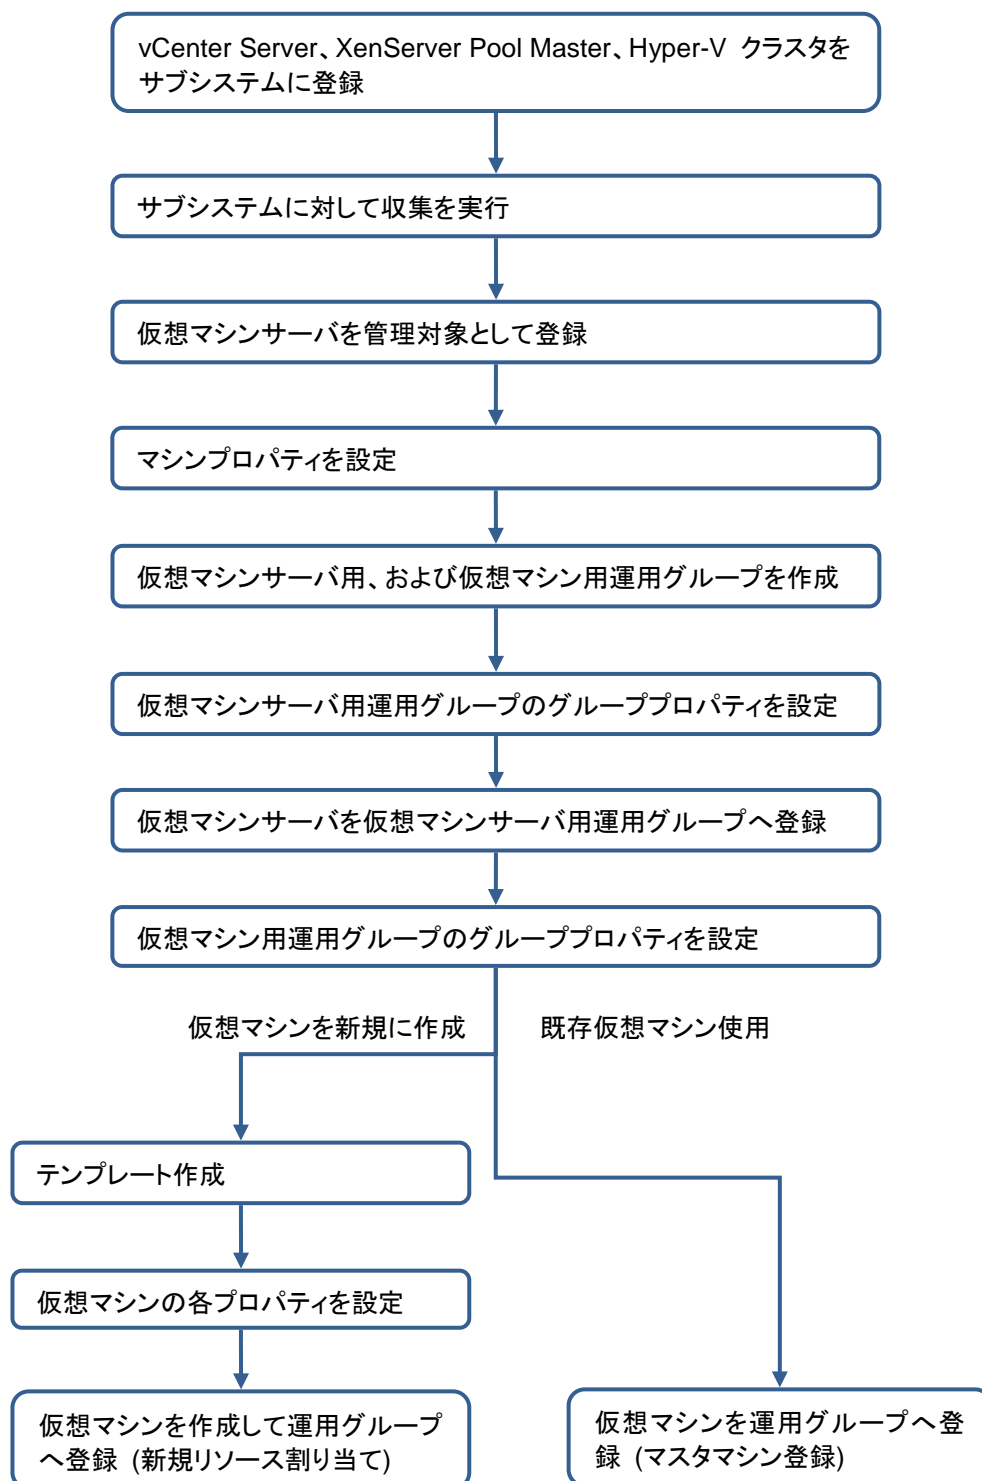 vCenter Server、XenServer Pool Master、Hyper-V クラスタを
サブシステムに登録
サブシステムに対して収集を実行
仮想マシンサーバを管理対象として登録
マシンプロパティを設定
仮想マシンサーバ用、および仮想マシン用運用グループを作成
仮想マシンサーバ用運用グループのグループプロパティを設定
仮想マシンサーバを仮想マシンサーバ用運用グループへ登録
仮想マシン用運用グループのグループプロパティを設定
仮想マシンを新規に作成
既存仮想マシン使用
テンプレート作成
仮想マシンの各プロパティを設定
仮想マシンを作成して運用グループ
へ登録 (新規リソース割り当て)
仮想マシンを運用グループへ登
録 (マスタマシン登録)